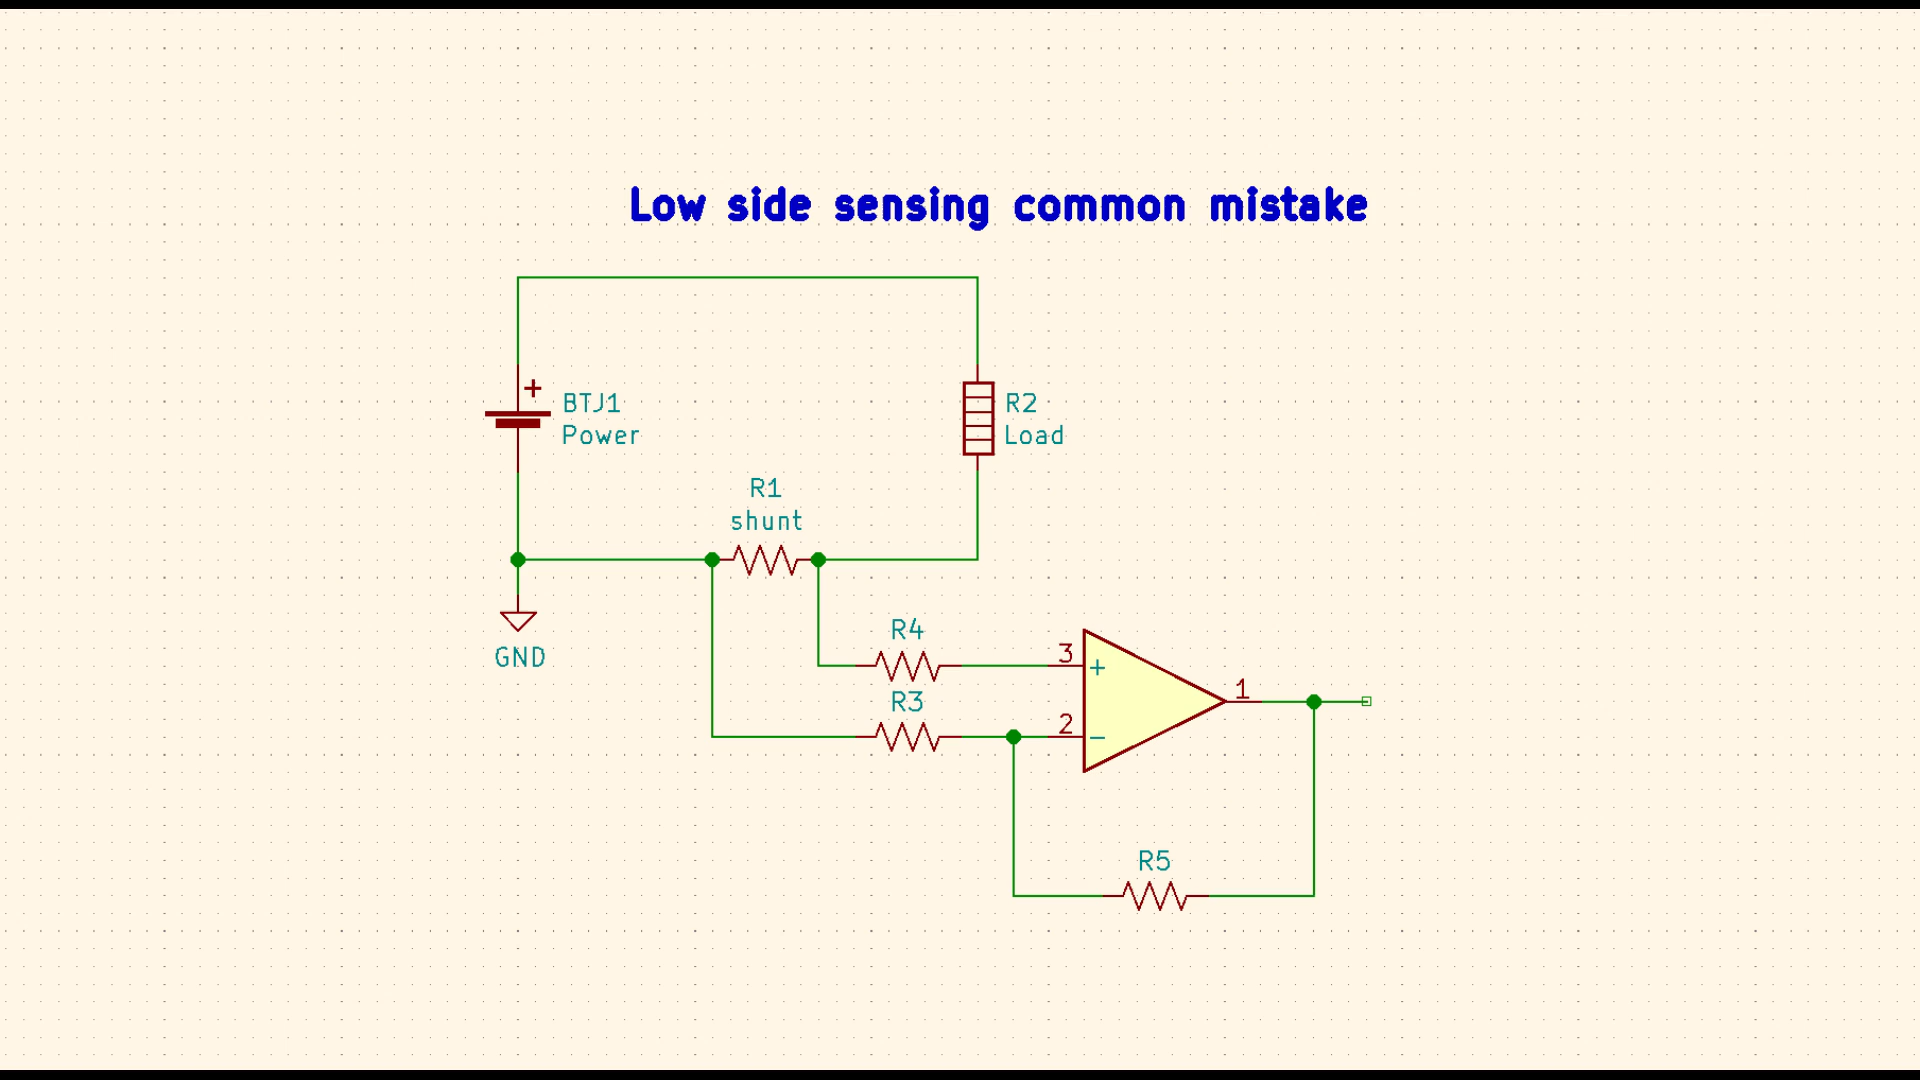 Low side sensing common mistake
+
BTJ1
Power
R2
Load
R1
shunt
GND
R4
3
+
R3
2
−
1
R5